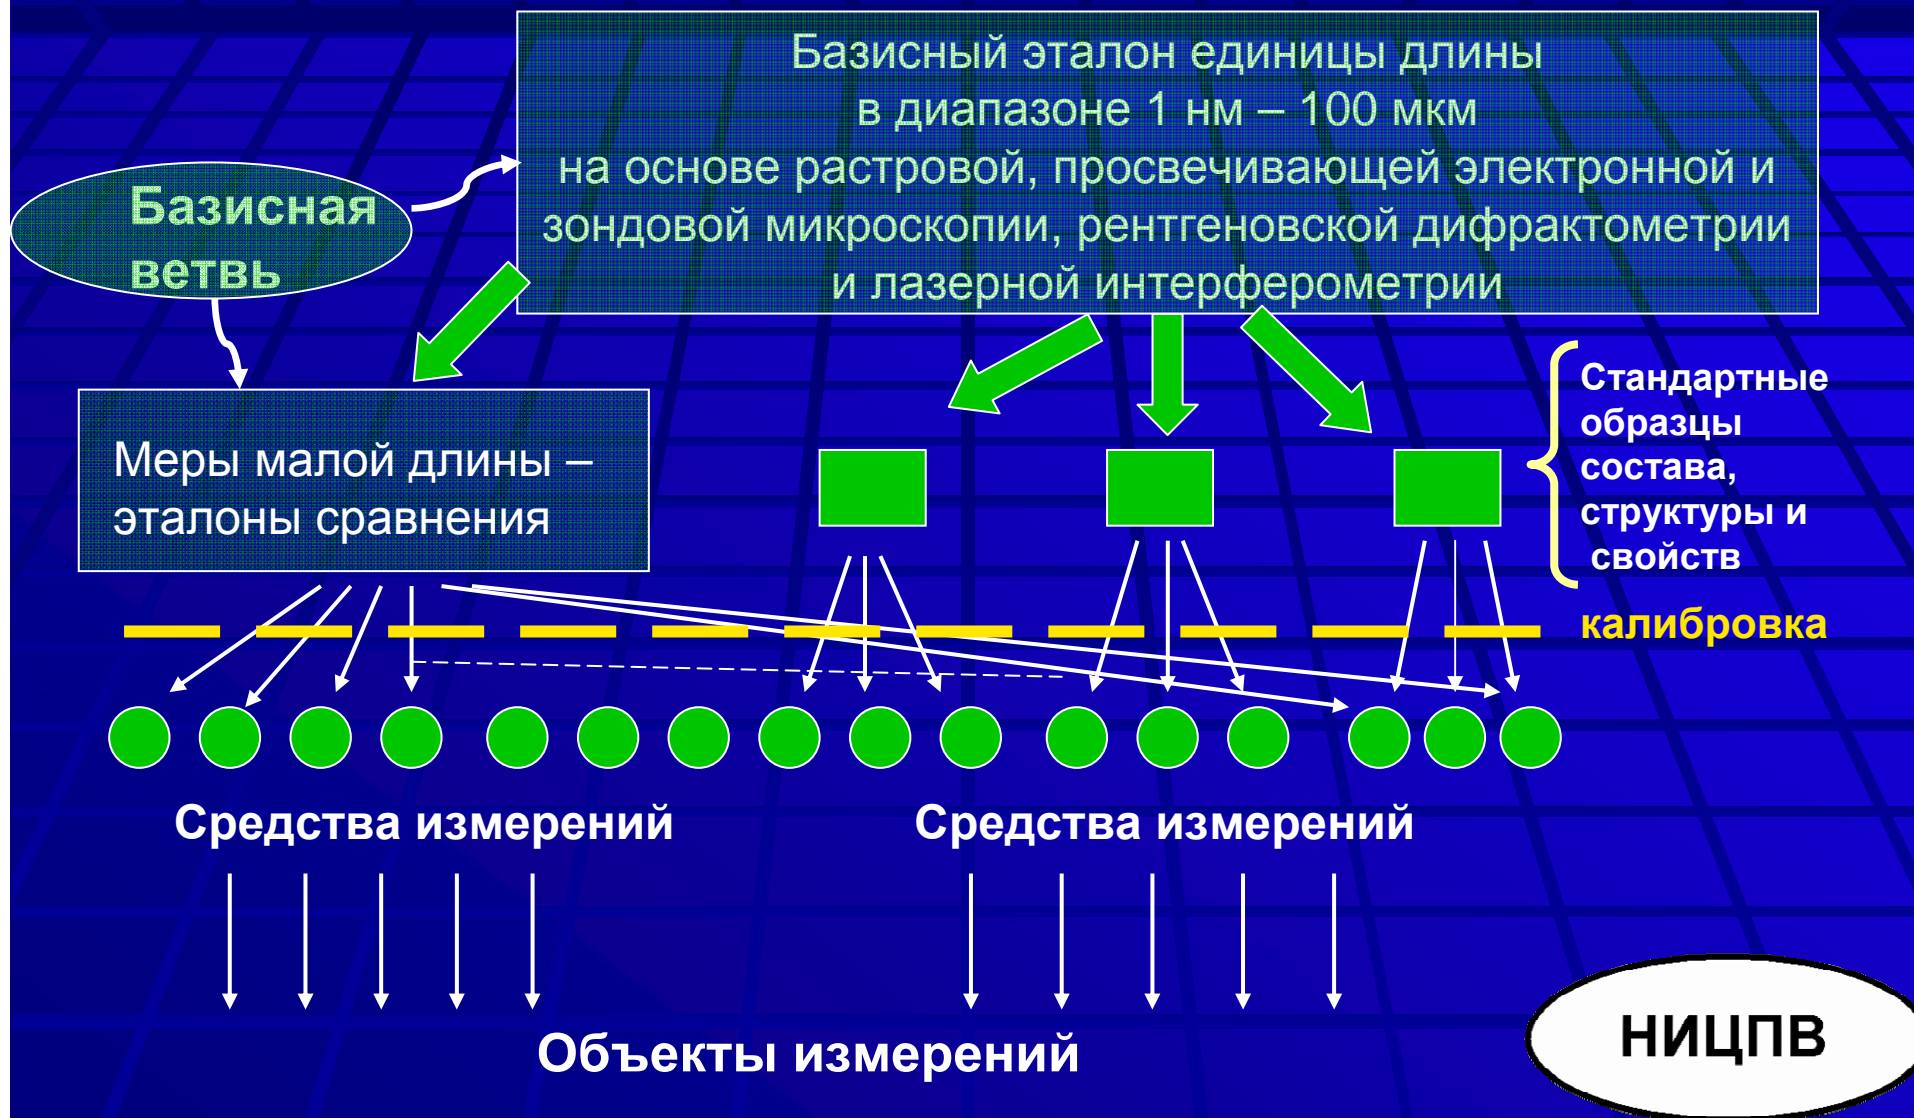 Базисный эталон единицы длины
в диапазоне 1 нм – 100 мкм
на основе растровой, просвечивающей электронной и
зондовой микроскопии, рентгеновской дифрактометрии
и лазерной интерферометрии
Базисная
ветвь
Меры малой длины –
эталоны сравнения
Стандартные
образцы
состава,
структуры и
свойств
калибровка
Средства измерений
Средства измерений
Объекты измерений
НИЦПВ